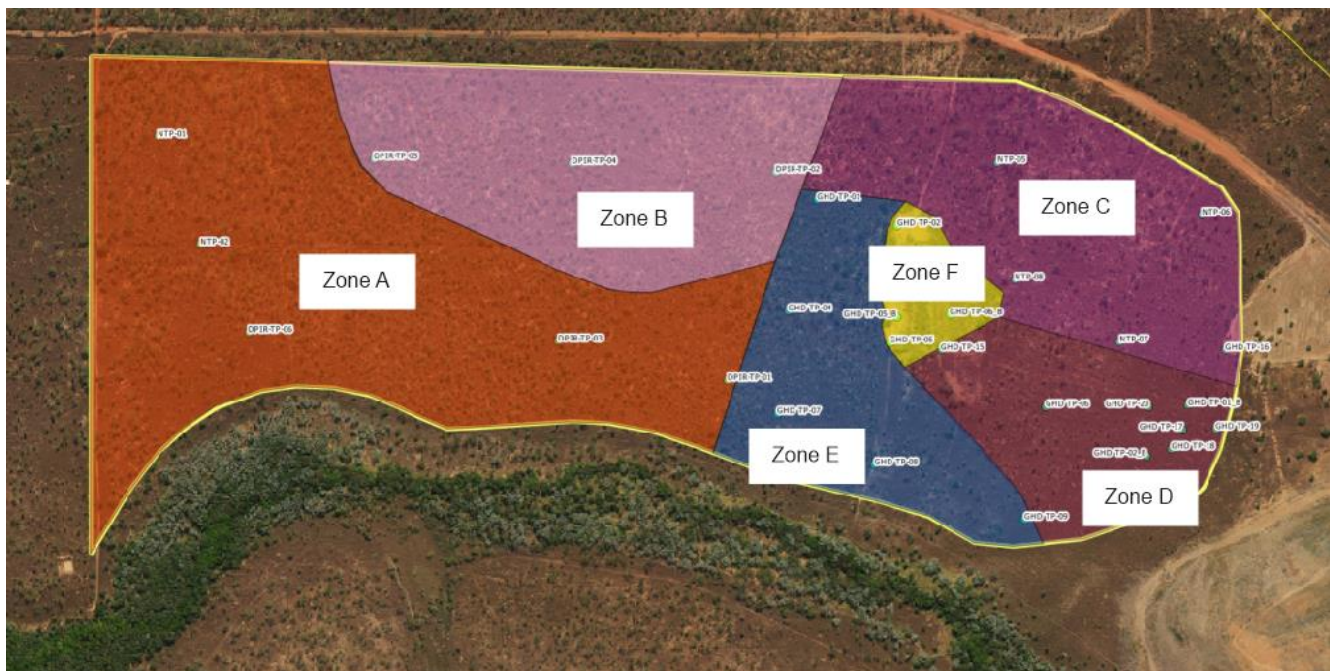 NTP-01
DPIR-TP-05
DPIR-TP-04
DPIR-TP-02
NTP-05
GHD TP-01
Zone B
Zone C
NTP-06
GHD TP-02
NTP-02
Zone A
Zone F
NTP-08
GHD TP-04
GHD TP-05_B
GHD TP-06_B
DPIR-TP-06
DPIR-TP-03
GHD TP-15
NTP-07
GHD TP-16
DPIR-TP-01
GHD TP-01_B
GHD TP-07
GHD TP-17
GHD TP-19
GHD TP-18
Zone E
GHD TP-08
Zone D
GHD TP-09